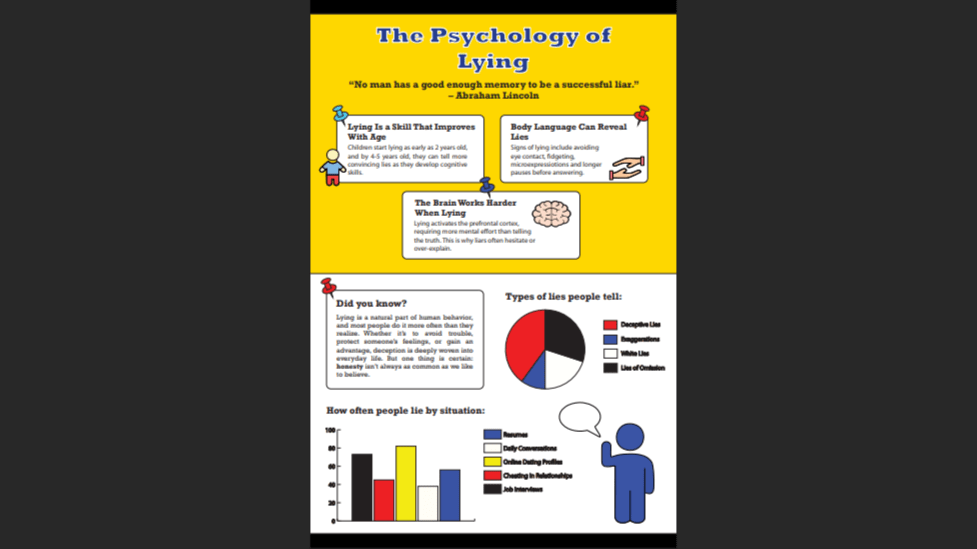 The Psychology of
Lying
“No man has a good enough memory to be a successful liar.”
– Abraham Lincoln
Lying Is a Skill That Improves
With Age
Children start lying as early as 2 years old,
and by 4-5 years old, they can tell more
convincing lies as they develop cognitive
skills.
Body Language Can Reveal
Lies
Signs of lying include avoiding
eye contact, fidgeting,
microexpressiotions and longer
pauses before answering.
The Brain Works Harder
When Lying
Lying activates the prefrontal cortex,
requiring more mental effort than telling
the truth. This is why liars often hesitate or
over-explain.
Did you know?
Lying is a natural part of human behavior,
and most people do it more often than they
realize. Whether it's to avoid trouble,
protect someone's feelings, or gain an
advantage, deception is deeply woven into
everyday life. But one thing is certain:
honesty isn't always as common as we like
to believe.
Types of lies people tell:
Deceptive Lies
Exaggerations
White Lies
Lies of Omission
How often people lie by situation:
100
80
60
40
20
0
Resumes
Daily Conversations
Online Dating Profiles
Cheating in Relationships
Job Interviews